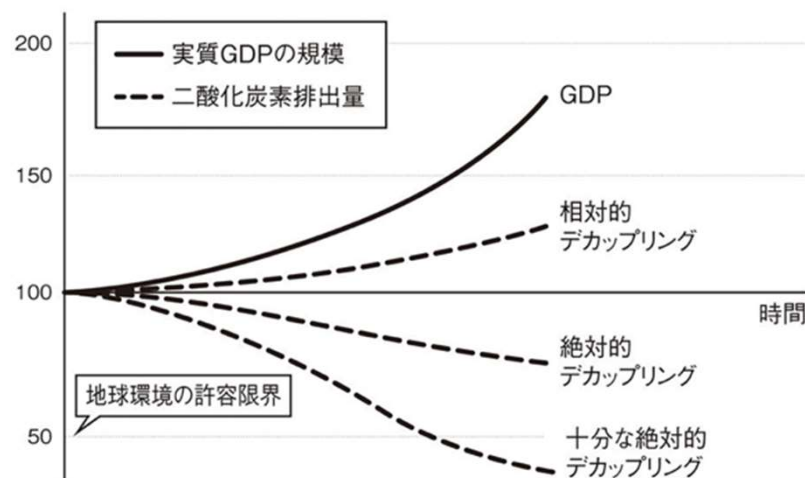 200
実質GDPの規模
二酸化炭素排出量
GDP
150
相対的
デカップリング
100
時間
絶対的
デカップリング
地球環境の許容限界
50
十分な絶対的
デカップリング